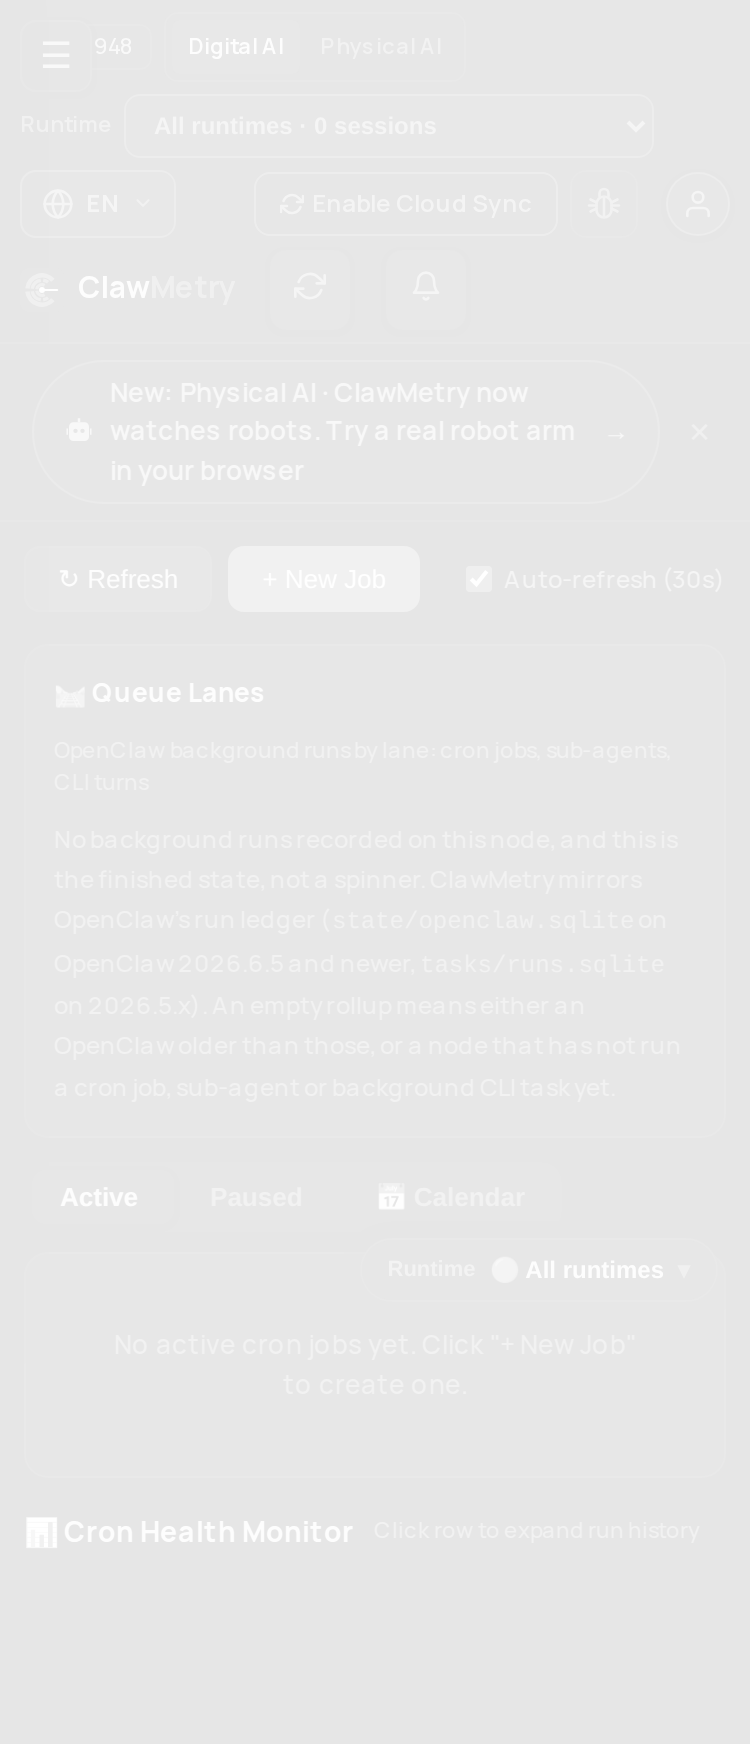 948
Digital AI
Physical AI
Runtime
All runtimes · 0 sessions
EN
Enable Cloud Sync
ClawMetry
New: Physical AI · ClawMetry now
watches robots. Try a real robot arm →
in your browser
↻ Refresh
+ New Job
Auto-refresh (30s)
Queue Lanes
OpenClaw background runs by lane: cron jobs, sub-agents,
CLI turns
No background runs recorded on this node, and this is
the finished state, not a spinner. ClawMetry mirrors
OpenClaw's run ledger (state/openclaw.sqlite on
OpenClaw 2026.6.5 and newer, tasks/runs.sqlite
on 2026.5.x). An empty rollup means either an
OpenClaw older than those, or a node that has not run
a cron job, sub-agent or background CLI task yet.
Active
Paused
17 Calendar
Runtime
All runtimes ▼
No active cron jobs yet. Click "+ New Job"
to create one.
Cron Health Monitor
Click row to expand run history